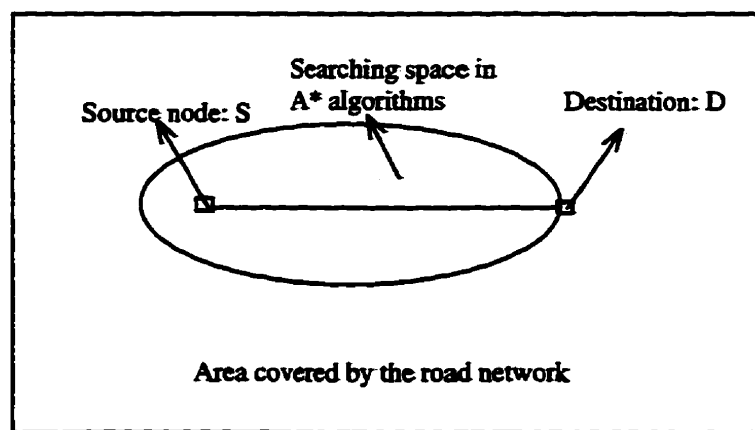 Searching space in
A* algorithms
Source node: S
Destination: D
Area covered by the road network